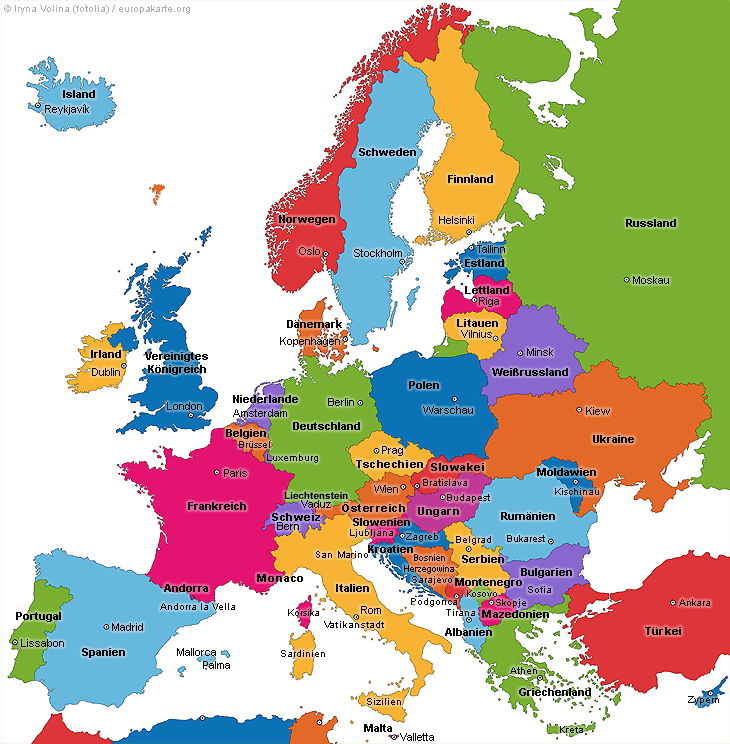 © Iryna Volina (fotolia) / europakarte.org
Island
Reykjavík
Schweden
Finnland
Norwegen
Helsinki
Russland
Oslo
Stockholm
Tallinn
Estland
Moskau
Lettland
Riga
Dänemark
Kopenhagen
Litauen
Vilnius
Irland
Dublin
Vereinigtes
Königreich
Minsk
Weißrussland
London
Niederlande
Amsterdam
Berlin
Deutschland
Polen
Warschau
Kiew
Ukraine
Belgien
Brüssel
Luxemburg
Prag
Tschechien
Paris
Frankreich
Slowakei
Bratislava
Moldawien
Kischinau
Liechtenstein
Vaduz
Wien
Österreich
Budapest
Ungarn
Schweiz
Bern
Slowenien
Ljubljana
Rumänien
Bukarest
Zagreb
Kroatien
Belgrad
San Marino
Bosnien
Herzegowina
Sarajevo
Serbien
Bulgarien
Sofia
Monaco
Andorra
Andorra la Vella
Italien
Montenegro
Kosovo
Podgorica
Skopje
Mazedonien
Ankara
Türkei
Portugal
Lissabon
Madrid
Spanien
Korsika
Rom
Vatikanstadt
Tirana
Albanien
Mallorca
Palma
Sardinien
Athen
Griechenland
Sizilien
Zypern
Malta
Valletta
Kreta